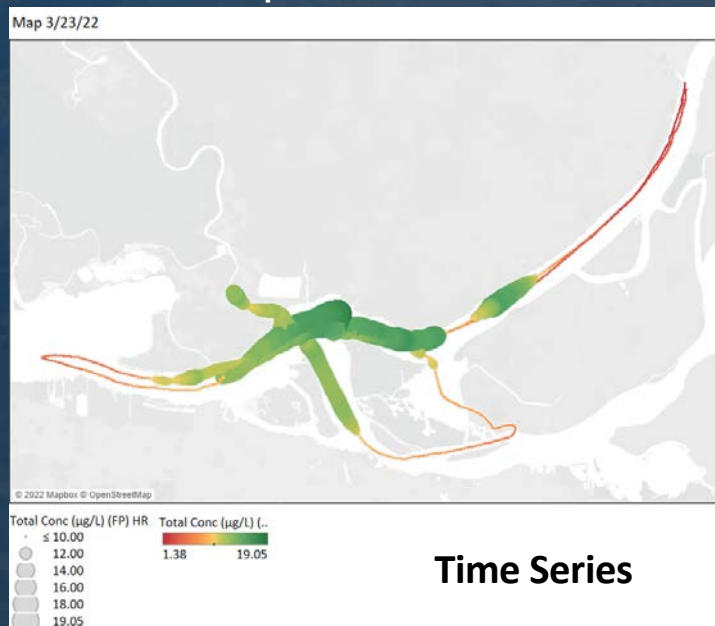 Map 3/23/22
© 2022 Mapbox © OpenStreetMap
Total Conc (µg/L) (FP) HR
≤ 10.00
12.00
14.00
16.00
18.00
19.05
Total Conc (µg/L) (..
1.38 19.05
Time Series